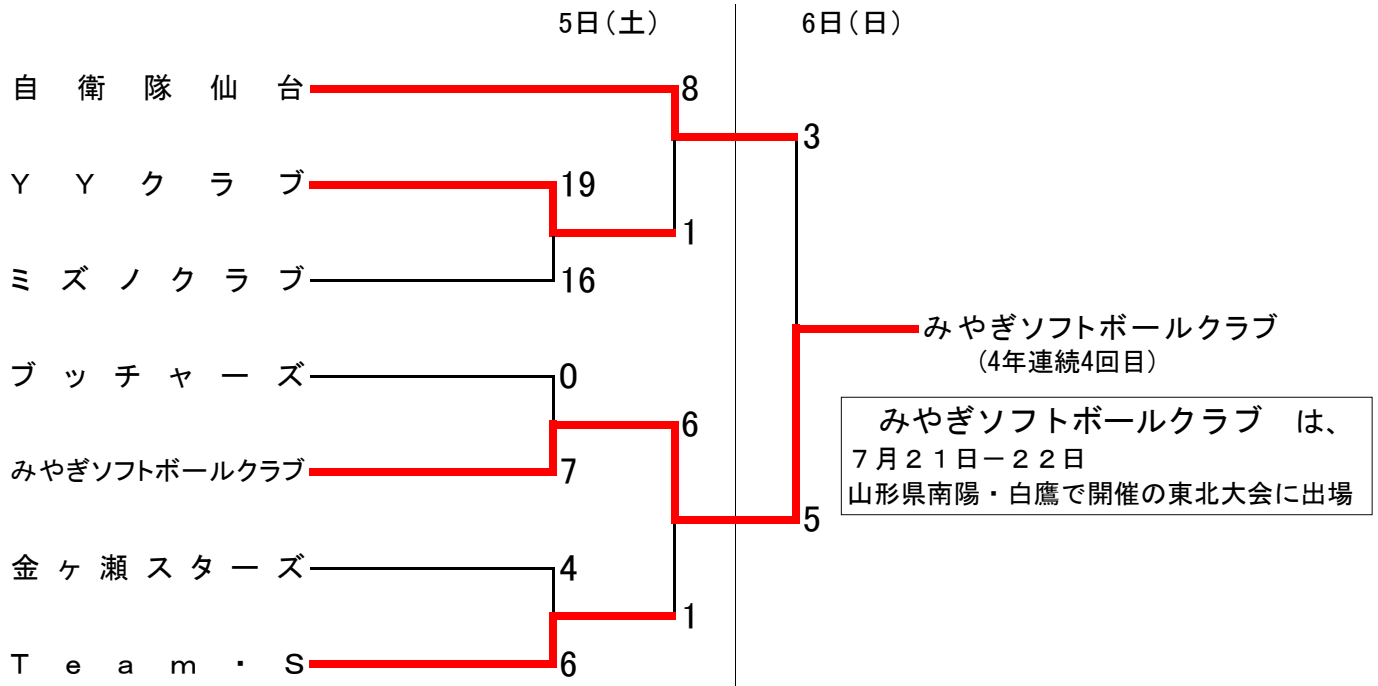 5日(土)
6日(日)
自衛隊仙台
8
3
YYクラブ
19
1
ミズノクラブ
16
みやぎソフトボールクラブ
(4年連続4回目)
ブッチャーズ
0
6
みやぎソフトボールクラブ は、
7月21日－22日
山形県南陽・白鷹で開催の東北大会に出場
みやぎソフトボールクラブ
7
5
金ヶ瀬スターズ
4
1
Team・S
6